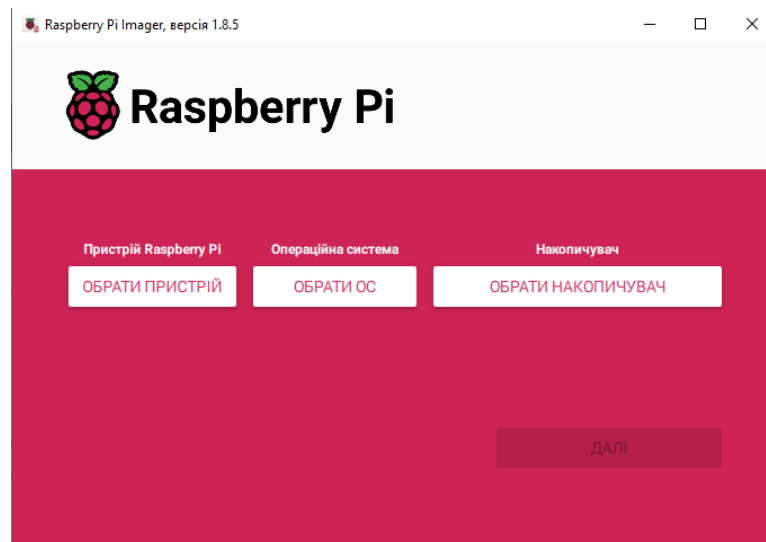 Raspberry Pi Imager, версія 1.8.5
Raspberry Pi
Пристрій Raspberry Pi
Операційна система
Накопичувач
ОБРАТИ ПРИСТРІЙ
ОБРАТИ ОС
ОБРАТИ НАКОПИЧУВАЧ
ДАЛІ